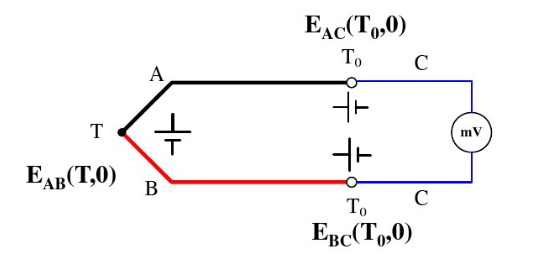 E_AC(T_0,0)
T_0
C
A
T
mV
E_AB(T,0)
B
T_0
C
E_BC(T_0,0)